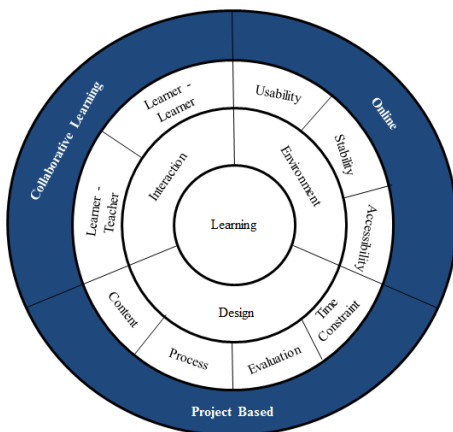 Collaborative Learning
Online
Project Based
Learner -
Learner
Usability
Stability
Accessibility
Time
Constraint
Evaluation
Process
Content
Learner -
Teacher
Interaction
Environment
Design
Learning